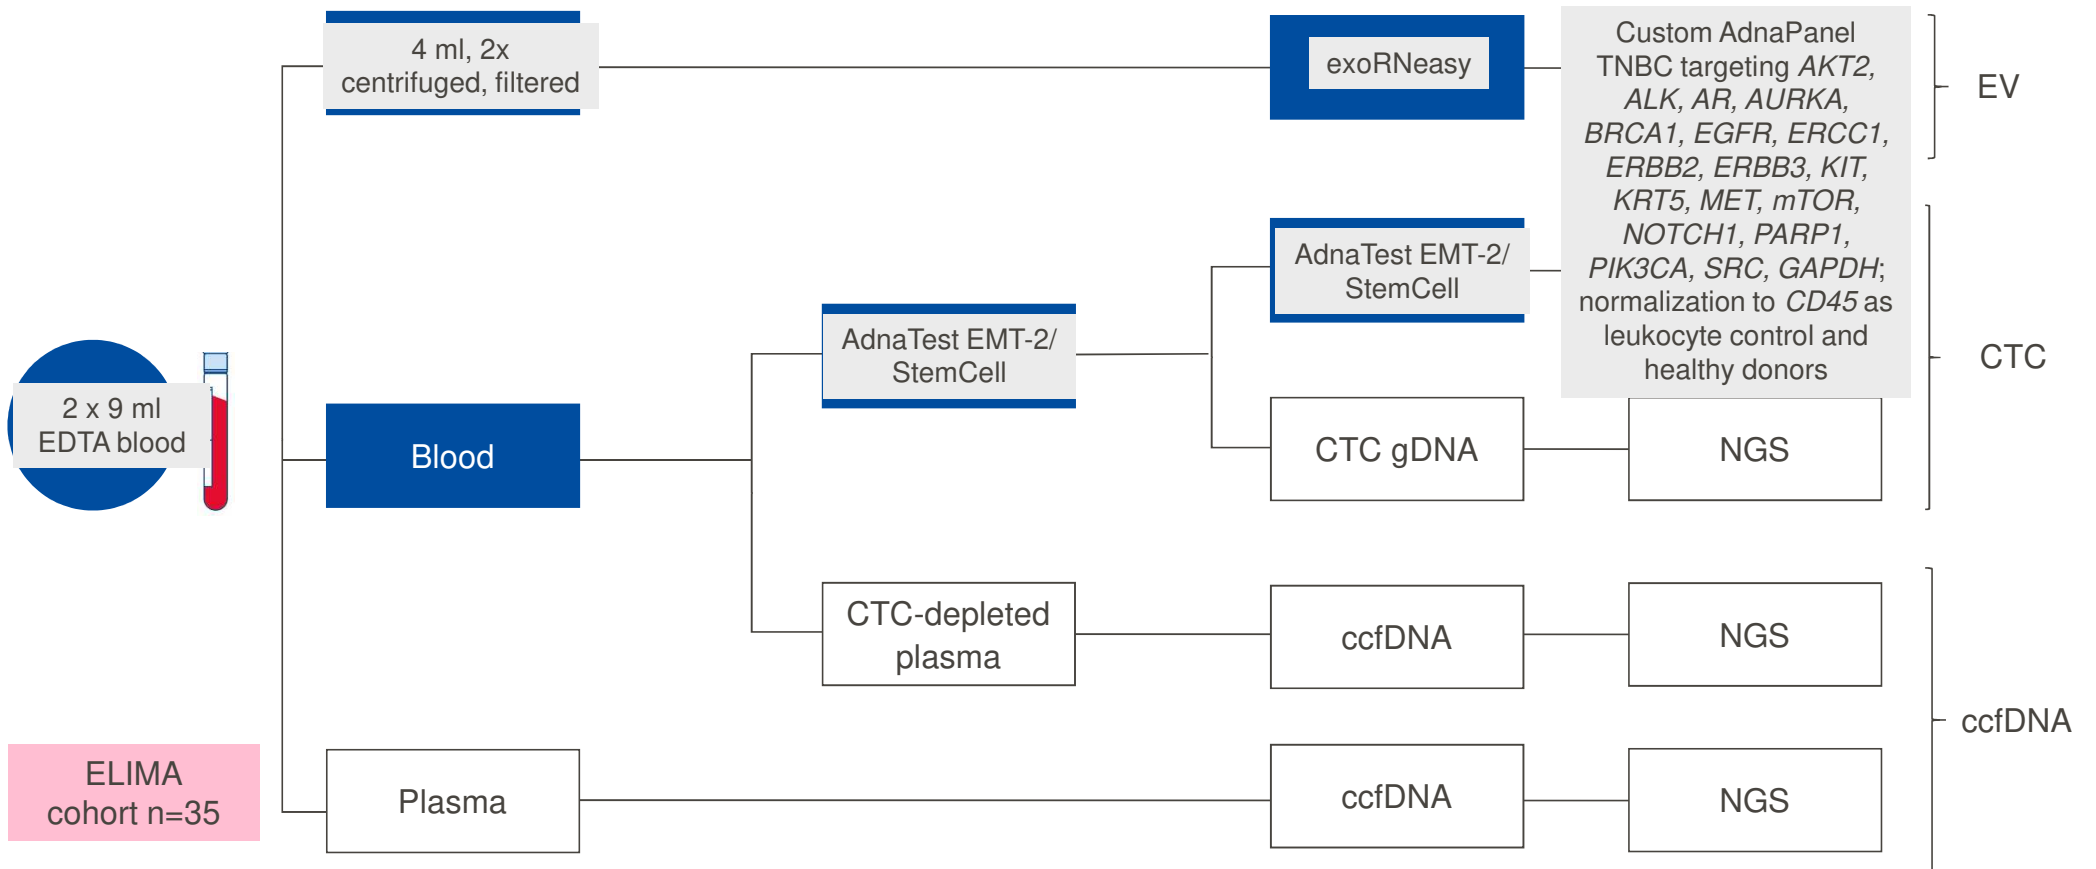 4 ml, 2x
centrifuged, filtered
exoRNeasy
Custom AdnaPanel
TNBC targeting AKT2,
ALK, AR, AURKA,
BRCA1, EGFR, ERCC1,
ERBB2, ERBB3, KIT,
KRT5, MET, mTOR,
NOTCH1, PARP1,
PIK3CA, SRC, GAPDH;
normalization to CD45 as
leukocyte control and
healthy donors
EV
AdnaTest EMT-2/
StemCell
AdnaTest EMT-2/
StemCell
CTC
2 x 9 ml
EDTA blood
Blood
CTC gDNA
NGS
CTC-depleted
plasma
ccfDNA
NGS
ccfDNA
ELIMA
cohort n=35
Plasma
ccfDNA
NGS